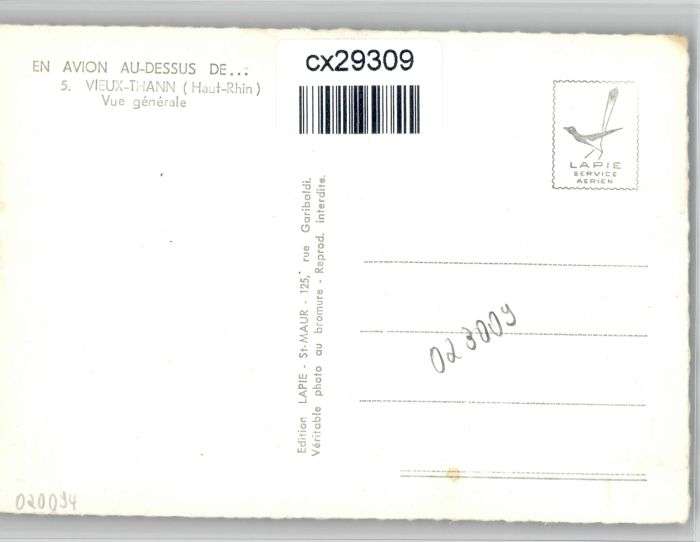 EN AVION AU-DESSUS DE...
5. VIEUX-THANN (Haut-Rhin)
Vue générale
cx29309
LAPIE
SERVICE
AERIEN
Edition LAPIE - St-MAUR - 125, rue Garibaldi.
Véritable photo au bromure - Reprod. interdite.
023009
020094